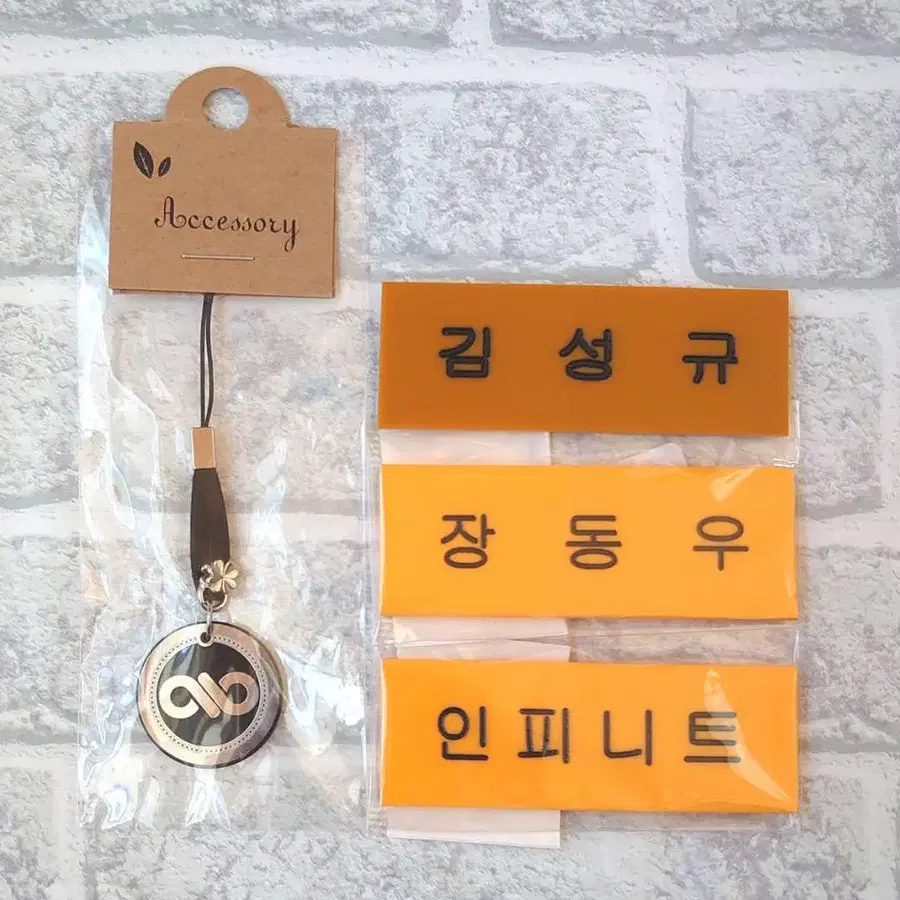 Accessory
김 성 규
장 동 우
인 피 니 트